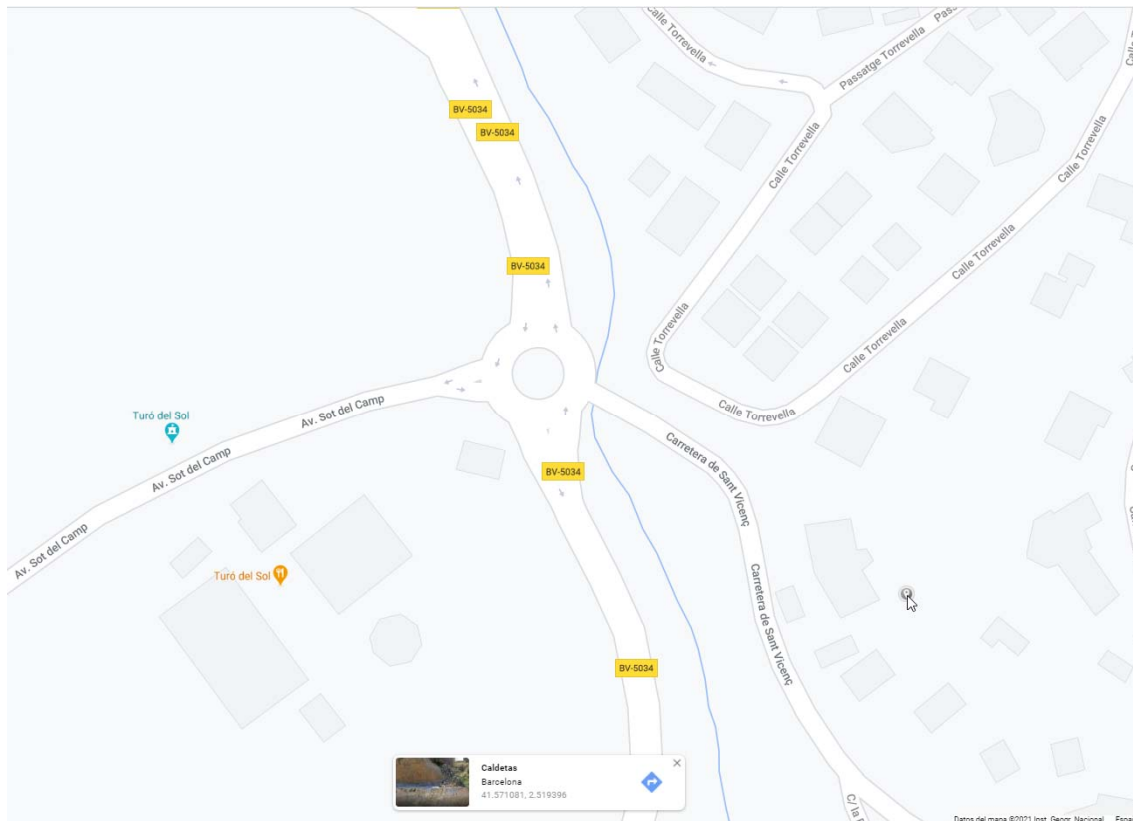 Calle Torrevella
Passatge Torrevella
BV-5034
BV-5034
Calle Torrevella
Calle Torrevella
Calle Torrevella
BV-5034
Calle Torrevella
Calle Torrevella
Calle Torrevella
Turó del Sol
Av. Sot del Camp
Av. Sot del Camp
Av. Sot del Camp
Carretera de Sant Vicenç
BV-5034
Turó del Sol
Carretera de Sant Vicenç
BV-5034
Caldetas
Barcelona
41.571081, 2.519396
Datos del mapa ©2021 Inst. Geogr. Nacional